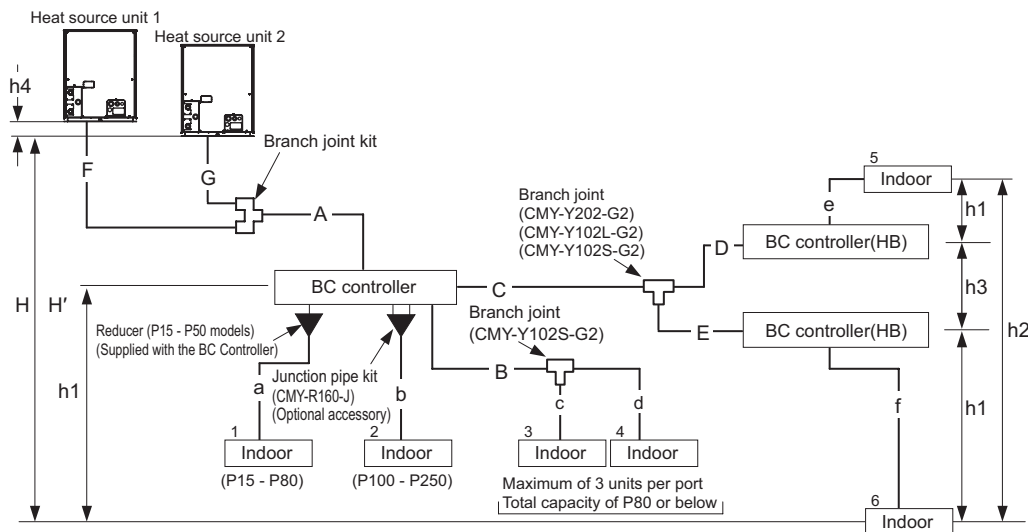 Heat source unit 1
Heat source unit 2
h4
Branch joint kit
F
G
A
5
Indoor
Branch joint
(CMY-Y202-G2)
(CMY-Y102L-G2)
(CMY-Y102S-G2)
e
h1
D
BC controller(HB)
BC controller
C
h3
H
H′
h2
Branch joint
(CMY-Y102S-G2)
E
BC controller(HB)
Reducer (P15 - P50 models)
(Supplied with the BC Controller)
h1
a
Junction pipe kit
(CMY-R160-J)
(Optional accessory)
b
B
c
d
f
h1
1
Indoor
(P15 - P80)
2
Indoor
(P100 - P250)
3
Indoor
4
Indoor
Maximum of 3 units per port
Total capacity of P80 or below
6
Indoor